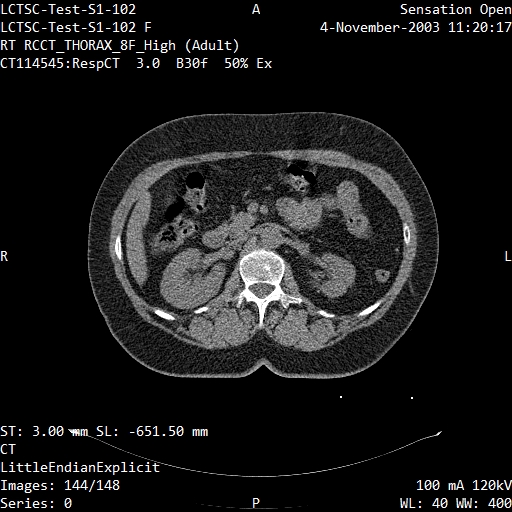 LCTSC-Test-S1-102 A Sensation Open
LCTSC-Test-S1-102 F 4-November-2003 11:20:17
RT RCCT_THORAX_8F_High (Adult)
CT114545:RespCT 3.0 B30f 50% Ex
R L
ST: 3.00 mm SL: -651.50 mm
CT
LittleEndianExplicit
Images: 144/148 100 mA 120kV
Series: 0 P WL: 40 WW: 400